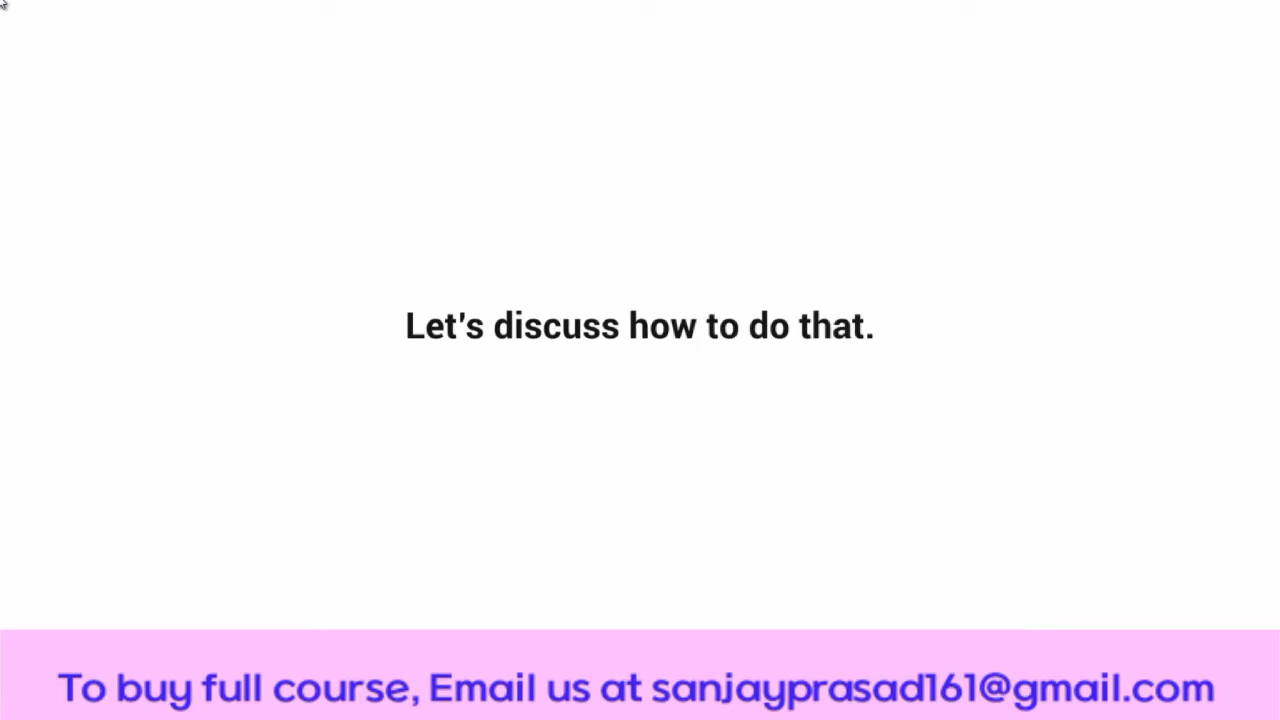 Let's discuss how to do that.
To buy full course, Email us at sanjayprasad161@gmail.com